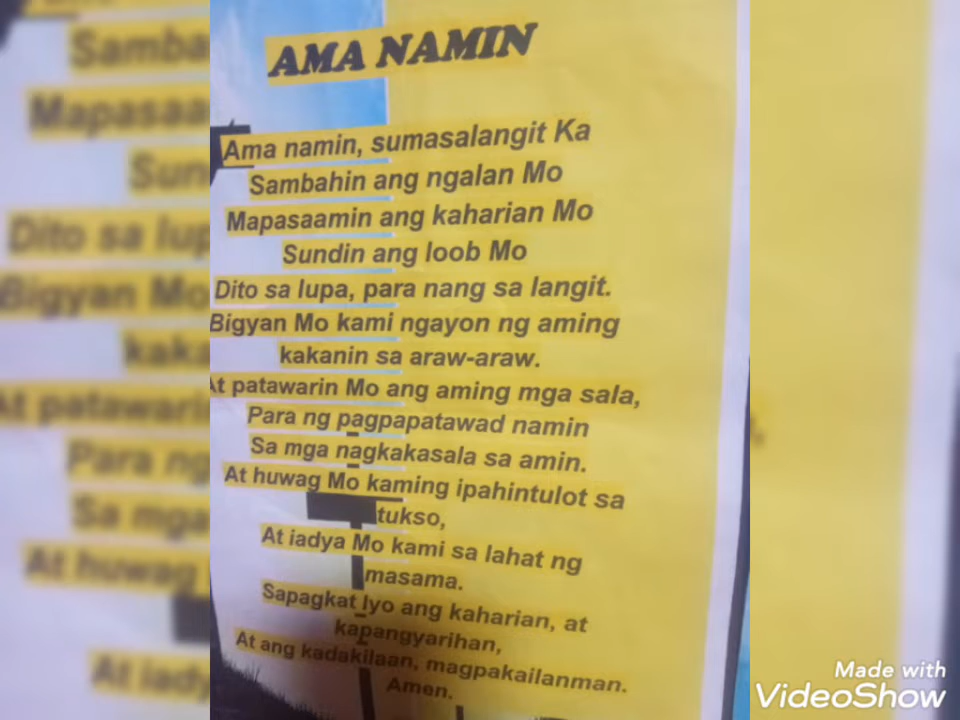 AMA NAMIN
Ama namin, sumasalangit Ka
Sambahin ang ngalan Mo
Mapasaamin ang kaharian Mo
Sundin ang loob Mo
Dito sa lupa, para nang sa langit.
Bigyan Mo kami ngayon ng aming
kakanin sa araw-araw.
At patawarin Mo ang aming mga sala,
Para ng pagpapatawad namin
Sa mga nagkakasala sa amin.
At huwag Mo kaming ipahintulot sa
tukso,
At iadya Mo kami sa lahat ng
masama.
Sapagkat Iyo ang kaharian, at
kapangyarihan,
At ang kadakilaan, magpakailanman.
Amen.
Made with
VideoShow